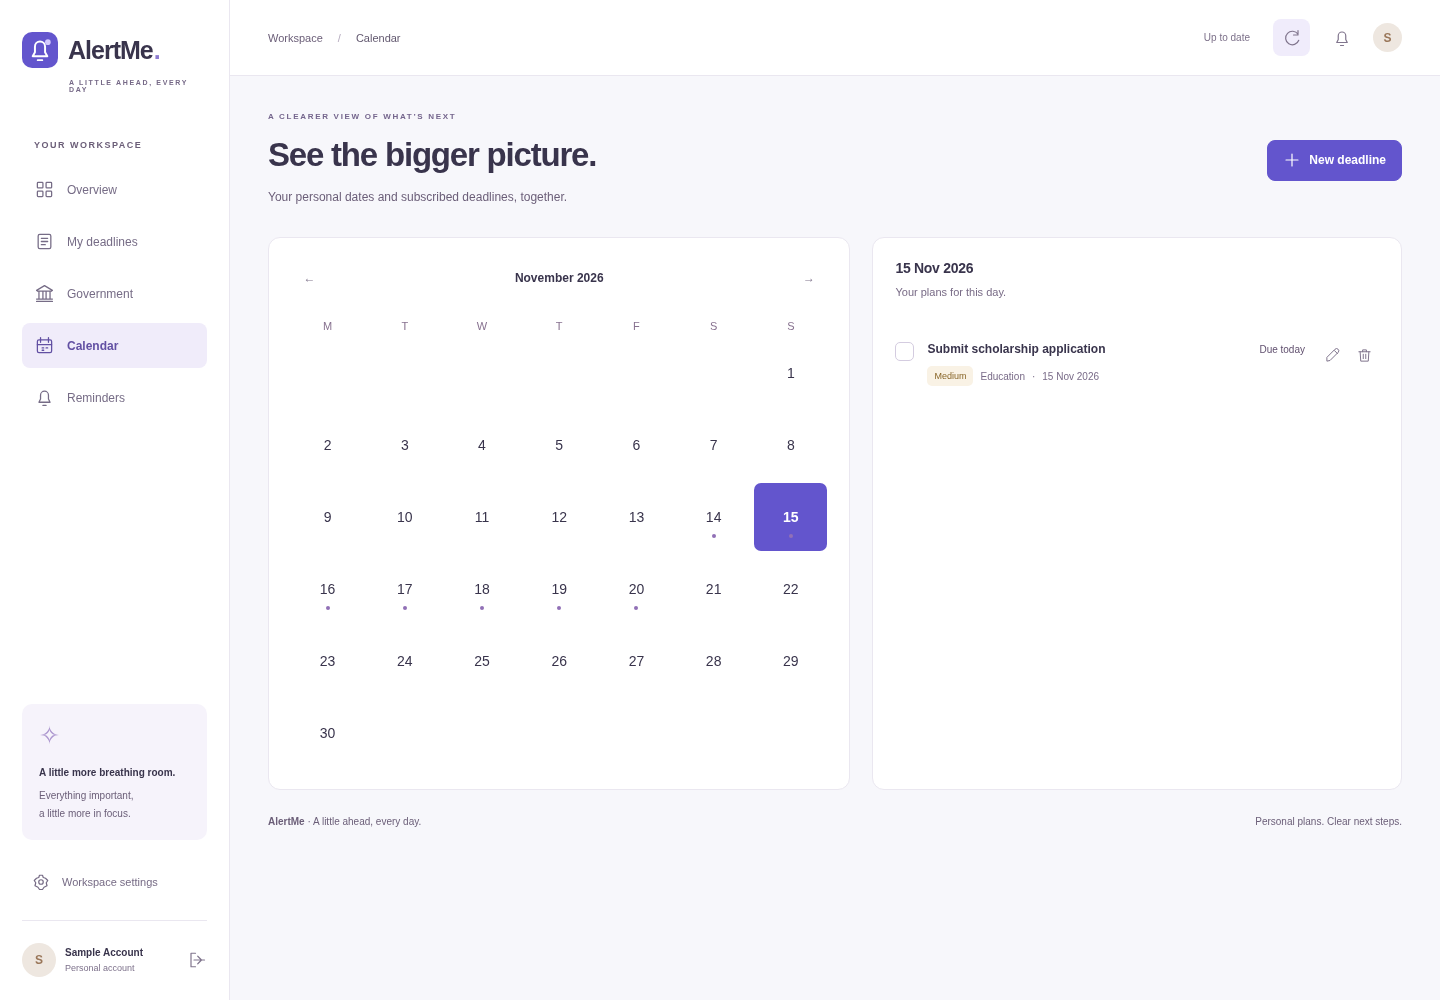 AlertMe.
A LITTLE AHEAD, EVERY
DAY
YOUR WORKSPACE
Overview
My deadlines
Government
Calendar
Reminders
A little more breathing room.
Everything important,
a little more in focus.
Workspace settings
S
Sample Account
Personal account
Workspace / Calendar
Up to date
S
A CLEARER VIEW OF WHAT'S NEXT
See the bigger picture.
Your personal dates and subscribed deadlines, together.
New deadline
← November 2026 →
M T W T F S S
1
2 3 4 5 6 7 8
9 10 11 12 13 14 15
16 17 18 19 20 21 22
23 24 25 26 27 28 29
30
15 Nov 2026
Your plans for this day.
Submit scholarship application
Due today
Medium Education · 15 Nov 2026
AlertMe · A little ahead, every day.
Personal plans. Clear next steps.